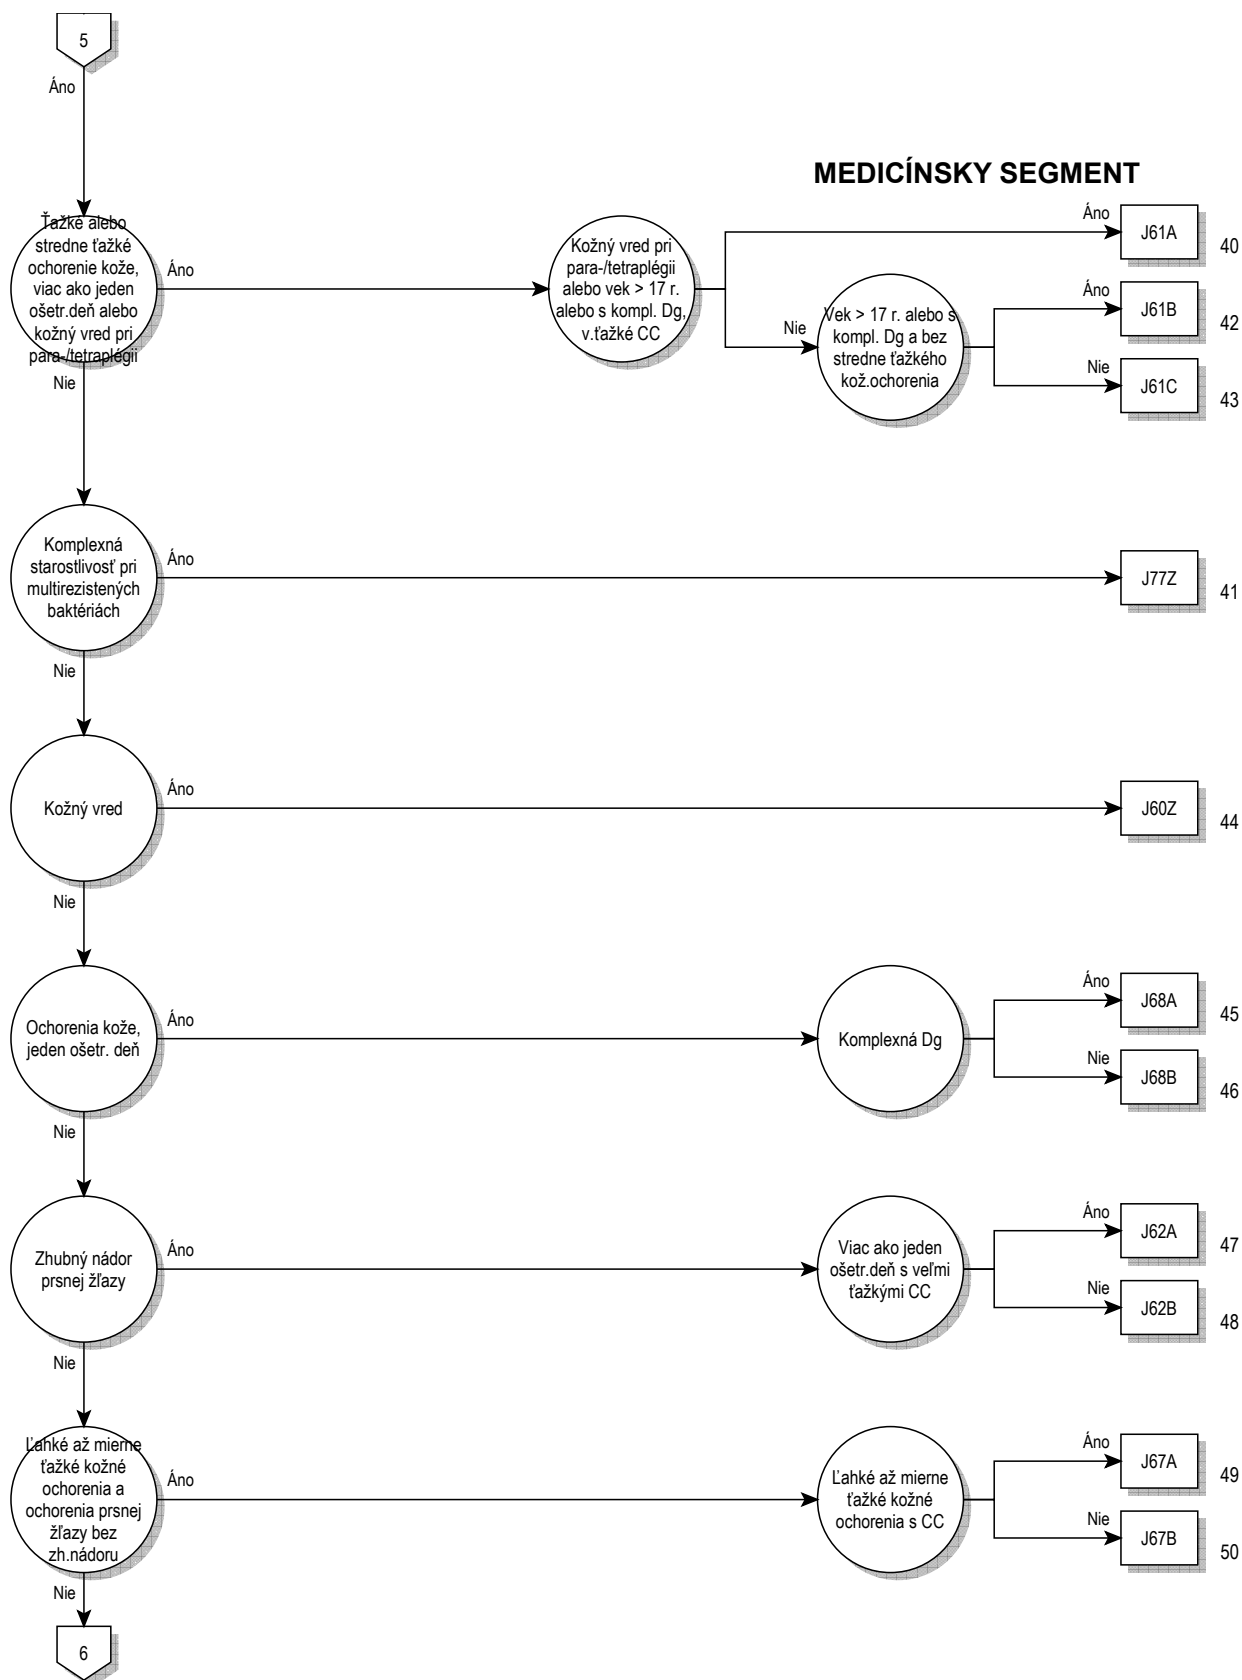 5
Áno
MEDICÍNSKY SEGMENT
Ťažké alebo
stredne ťažké
ochorenie kože,
viac ako jeden
ošetr.deň alebo
kožný vred pri
para-/tetraplégii
Áno
Kožný vred pri
para-/tetraplégii
alebo vek > 17 r.
alebo s kompl. Dg,
v.ťažké CC
Áno
J61A
40
Nie
Vek > 17 r. alebo s
kompl. Dg a bez
stredne ťažkého
kož.ochorenia
Áno
J61B
42
Nie
J61C
43
Nie
Komplexná
starostlivosť pri
multirezistených
baktériách
Áno
J77Z
41
Nie
Kožný vred
Áno
J60Z
44
Nie
Ochorenia kože,
jeden ošetr. deň
Áno
Komplexná Dg
Áno
J68A
45
Nie
J68B
46
Nie
Zhubný nádor
prsnej žľazy
Áno
Viac ako jeden
ošetr.deň s veľmi
ťažkými CC
Áno
J62A
47
Nie
J62B
48
Nie
Ľahké až mierne
ťažké kožné
ochorenia a
ochorenia prsnej
žľazy bez
zh.nádoru
Áno
Ľahké až mierne
ťažké kožné
ochorenia s CC
Áno
J67A
49
Nie
J67B
50
Nie
6